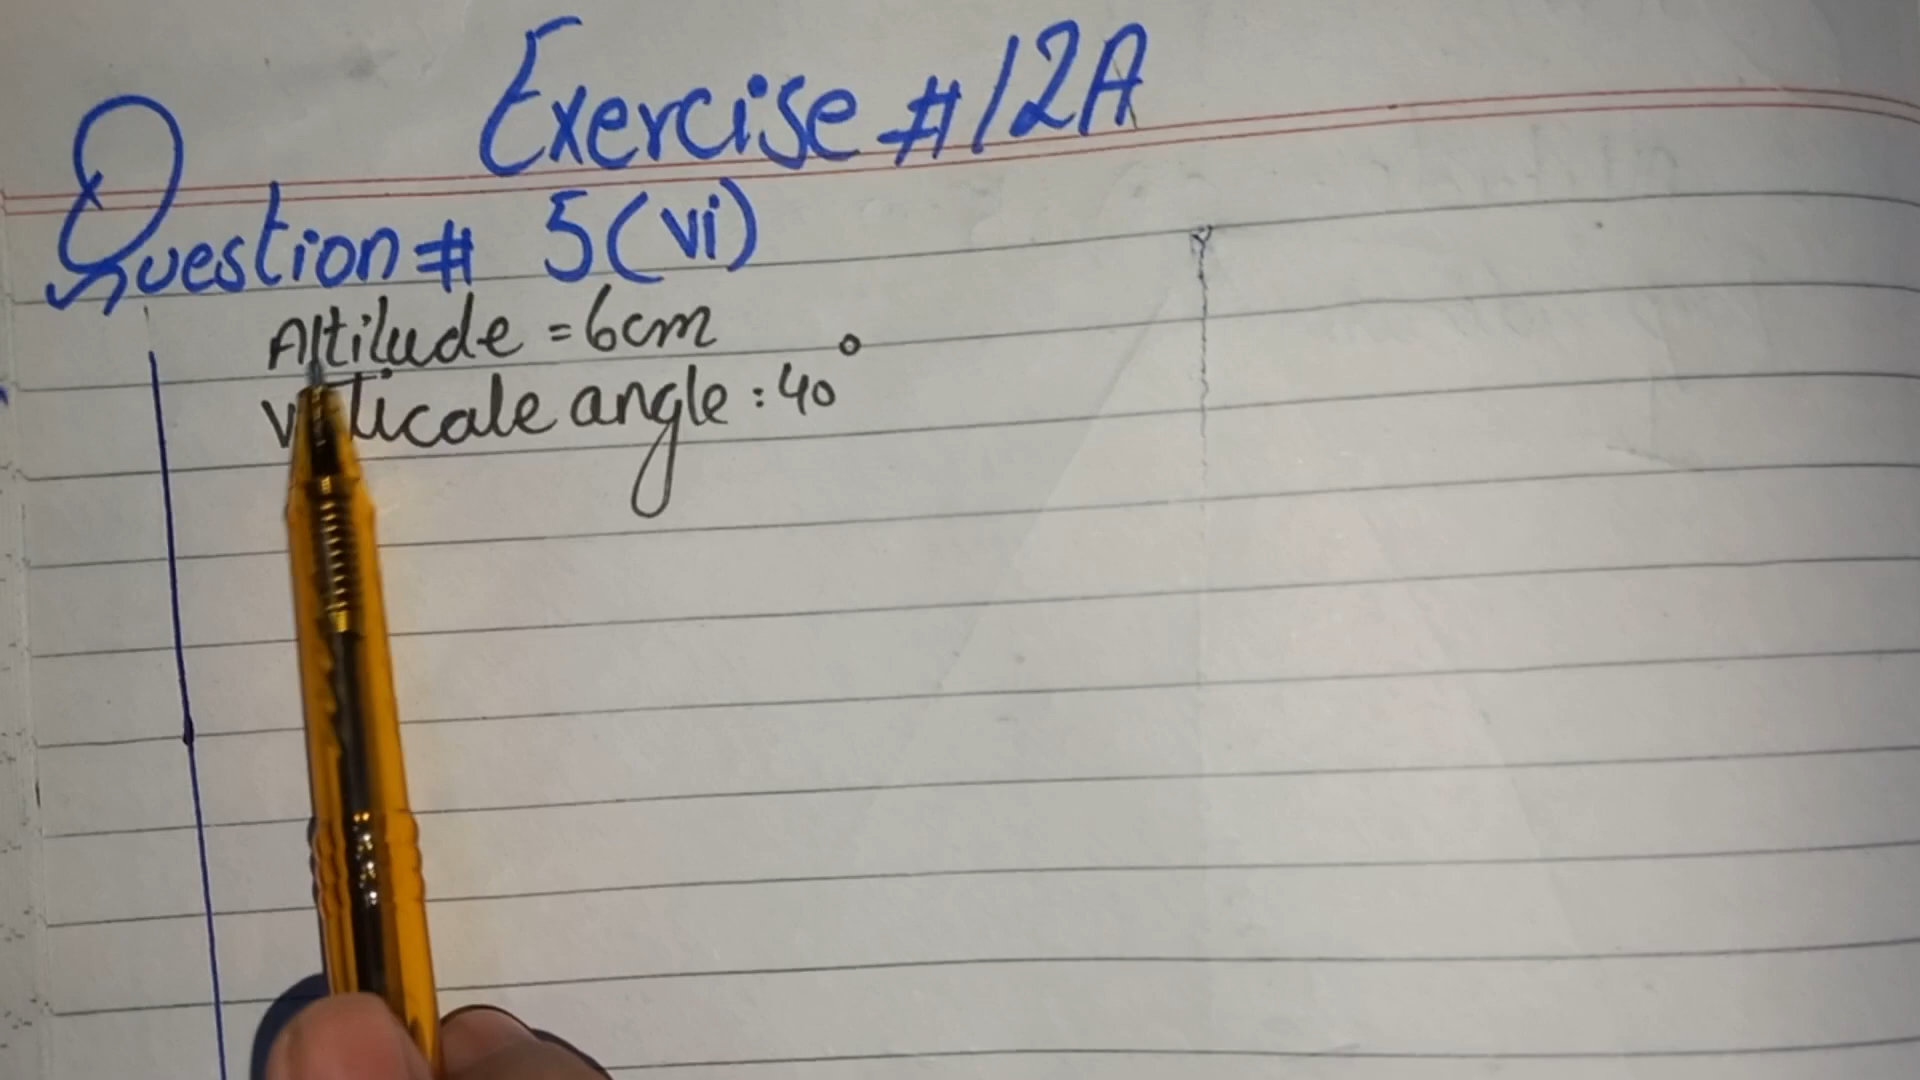 Exercise #12A
Question# 5(vi)
Altilude =6cm
angle:40°